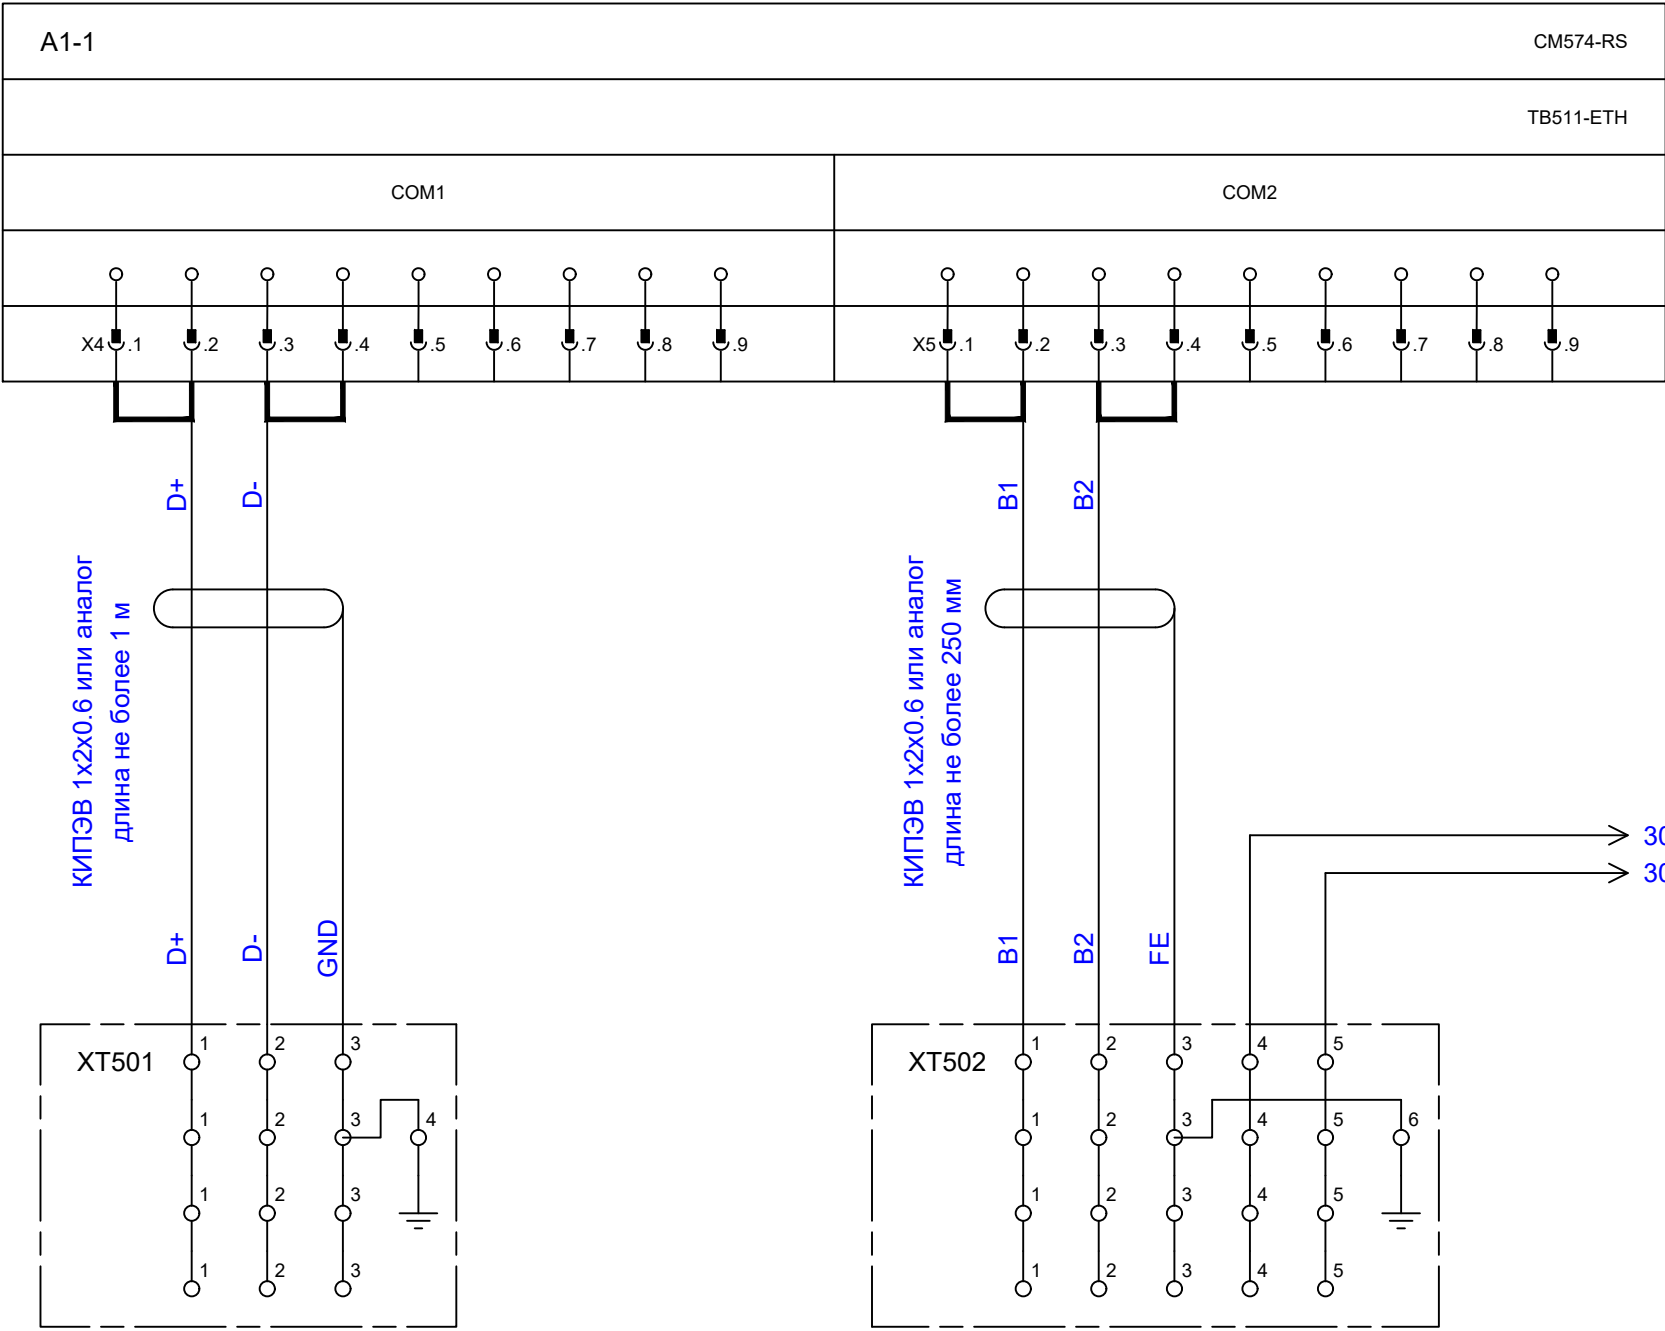 A1-1 CM574-RS
TB511-ETH
COM1 COM2
X4 .1 .2 .3 .4 .5 .6 .7 .8 .9 X5 .1 .2 .3 .4 .5 .6 .7 .8 .9
D+ D- B1 B2
КИПЭВ 1x2x0.6 или аналог
длина не более 1 м
КИПЭВ 1x2x0.6 или аналог
длина не более 250 мм
30
30
D+ D- GND B1 B2 FE
1 2 3 1 2 3 4 5
XT501 XT502
1 2 3 4 1 2 3 4 5 6
1 2 3 1 2 3 4 5
1 2 3 1 2 3 4 5